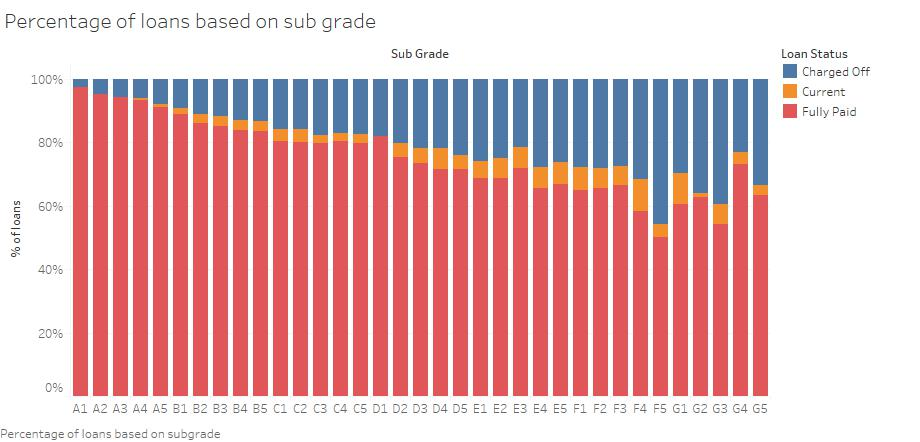 Percentage of loans based on sub grade
Sub Grade
Loan Status
Charged Off
Current
Fully Paid
100%
80%
60%
40%
20%
0%
% of loans
A1 A2 A3 A4 A5 B1 B2 B3 B4 B5 C1 C2 C3 C4 C5 D1 D2 D3 D4 D5 E1 E2 E3 E4 E5 F1 F2 F3 F4 F5 G1 G2 G3 G4 G5
Percentage of loans based on subgrade